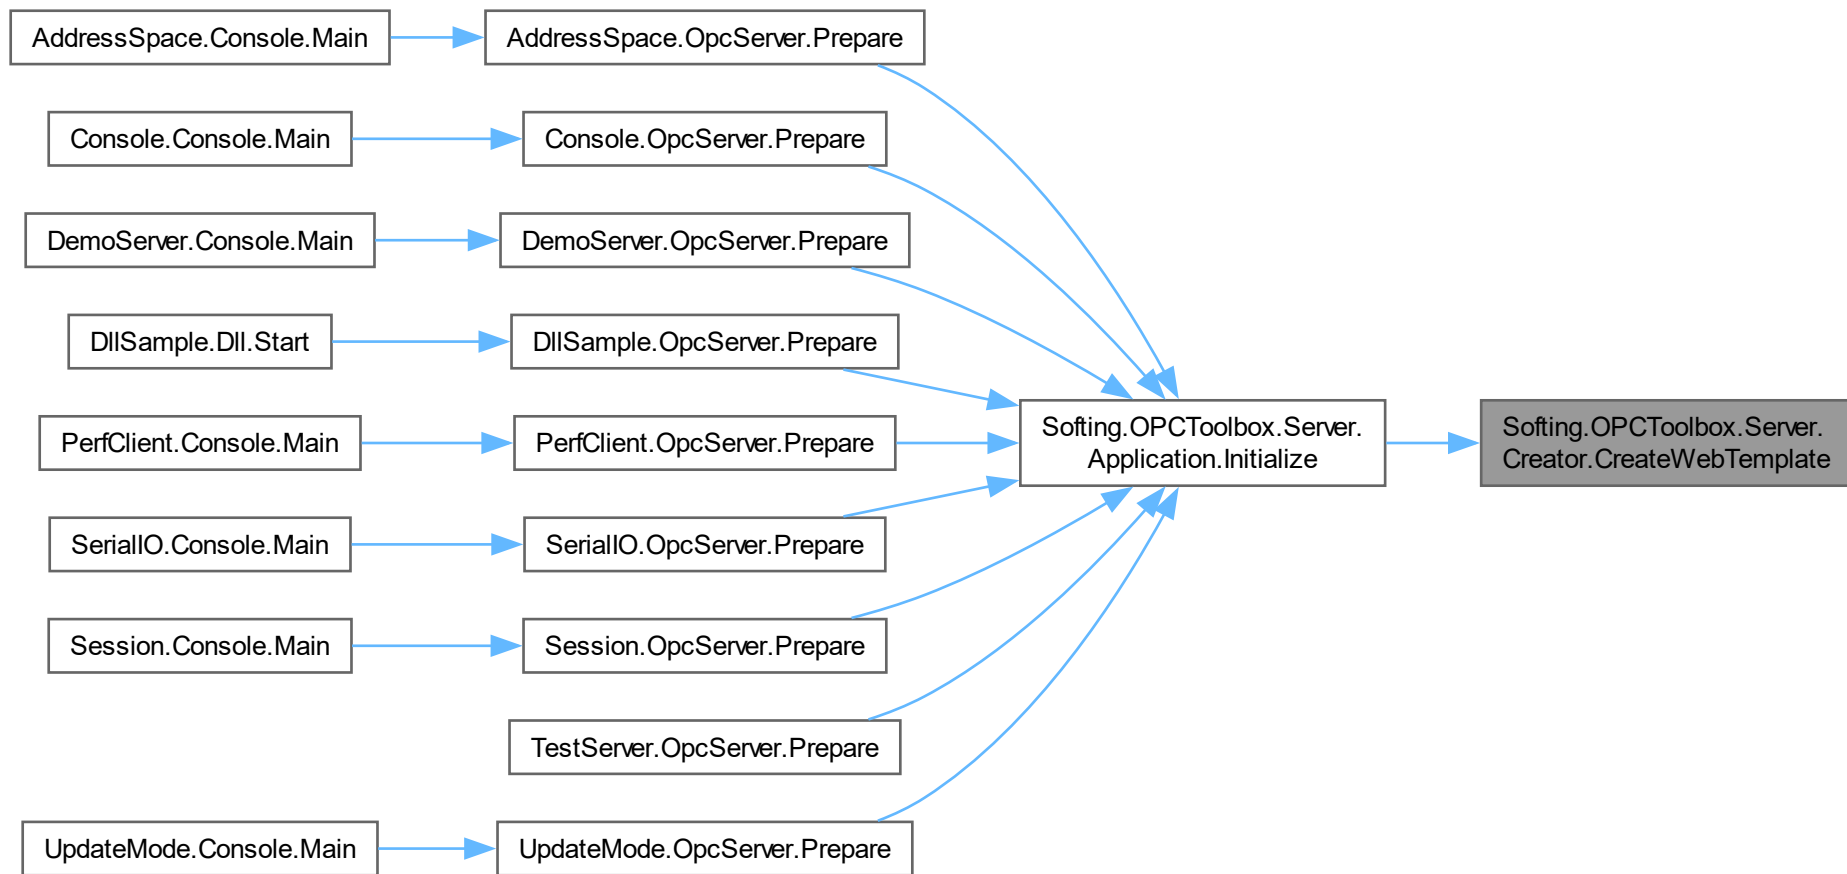 AddressSpace.Console.Main
AddressSpace.OpcServer.Prepare
Console.Console.Main
Console.OpcServer.Prepare
DemoServer.Console.Main
DemoServer.OpcServer.Prepare
DllSample.Dll.Start
DllSample.OpcServer.Prepare
PerfClient.Console.Main
PerfClient.OpcServer.Prepare
Softing.OPCToolbox.Server.
Application.Initialize
Softing.OPCToolbox.Server.
Creator.CreateWebTemplate
SerialIO.Console.Main
SerialIO.OpcServer.Prepare
Session.Console.Main
Session.OpcServer.Prepare
TestServer.OpcServer.Prepare
UpdateMode.Console.Main
UpdateMode.OpcServer.Prepare